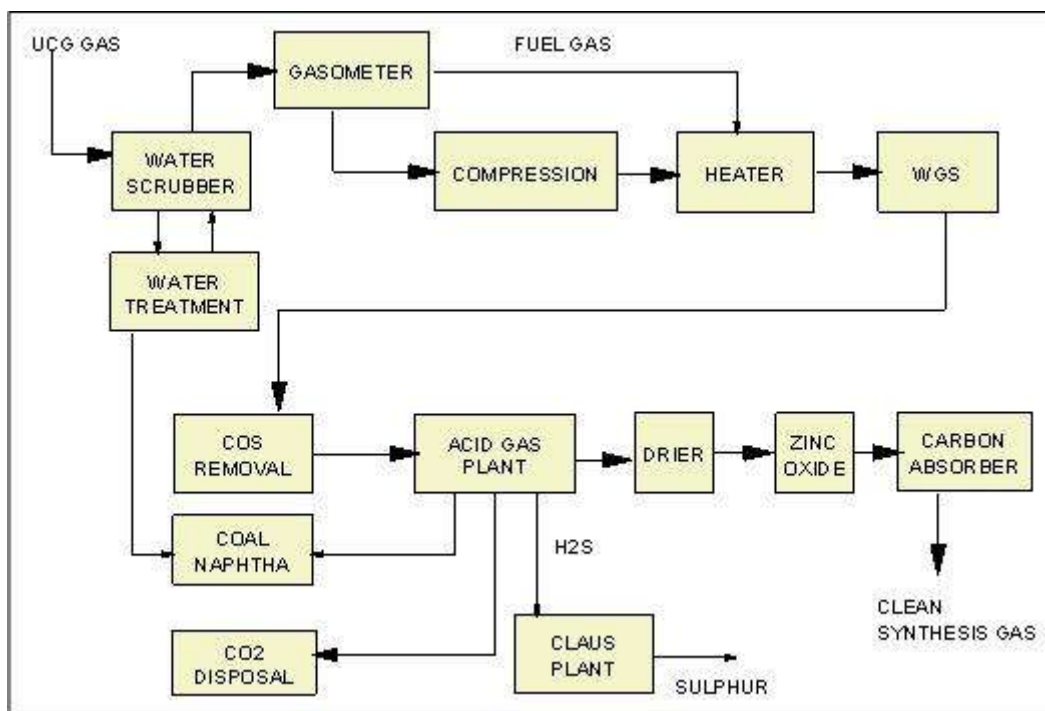 UCG GAS
FUEL GAS
GASOMETER
WATER
SCRUBBER
COMPRESSION
HEATER
WGS
WATER
TREATMENT
COS
REMOVAL
ACID GAS
PLANT
DRIER
ZINC
OXIDE
CARBON
ABSORBER
COAL
NAPHTHA
H2S
CLEAN
SYNTHESIS GAS
CO2
DISPOSAL
CLAUS
PLANT
SULPHUR